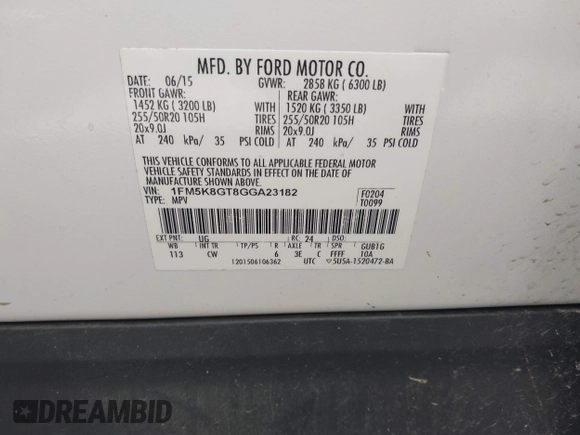 MFD. BY FORD MOTOR CO.
DATE: 06/15 GVWR: 2858 KG ( 6300 LB)
FRONT GAWR: REAR GAWR:
1452 KG ( 3200 LB) WITH 1520 KG ( 3350 LB) WITH
255/50R20 105H TIRES 255/50R20 105H TIRES
20x9.0J RIMS 20x9.0J RIMS
AT 240 kPa/ 35 PSI COLD AT 240 kPa/ 35 PSI COLD
THIS VEHICLE CONFORMS TO ALL APPLICABLE FEDERAL MOTOR
VEHICLE SAFETY AND THEFT PREVENTION STANDARDS IN EFFECT
ON THE DATE OF MANUFACTURE SHOWN ABOVE.
VIN: 1FM5K8GT8GGA23182 F0204
TYPE: MPV T0099
EXT PNT: UG RC: 24 DSO:
WB INT TR TP/PS R AXLE TR SPR GUB1G
113 CW 6 3E C FFFF 10A
1201506106362 UTC 5U5A-1520472-BA
DREAMBID